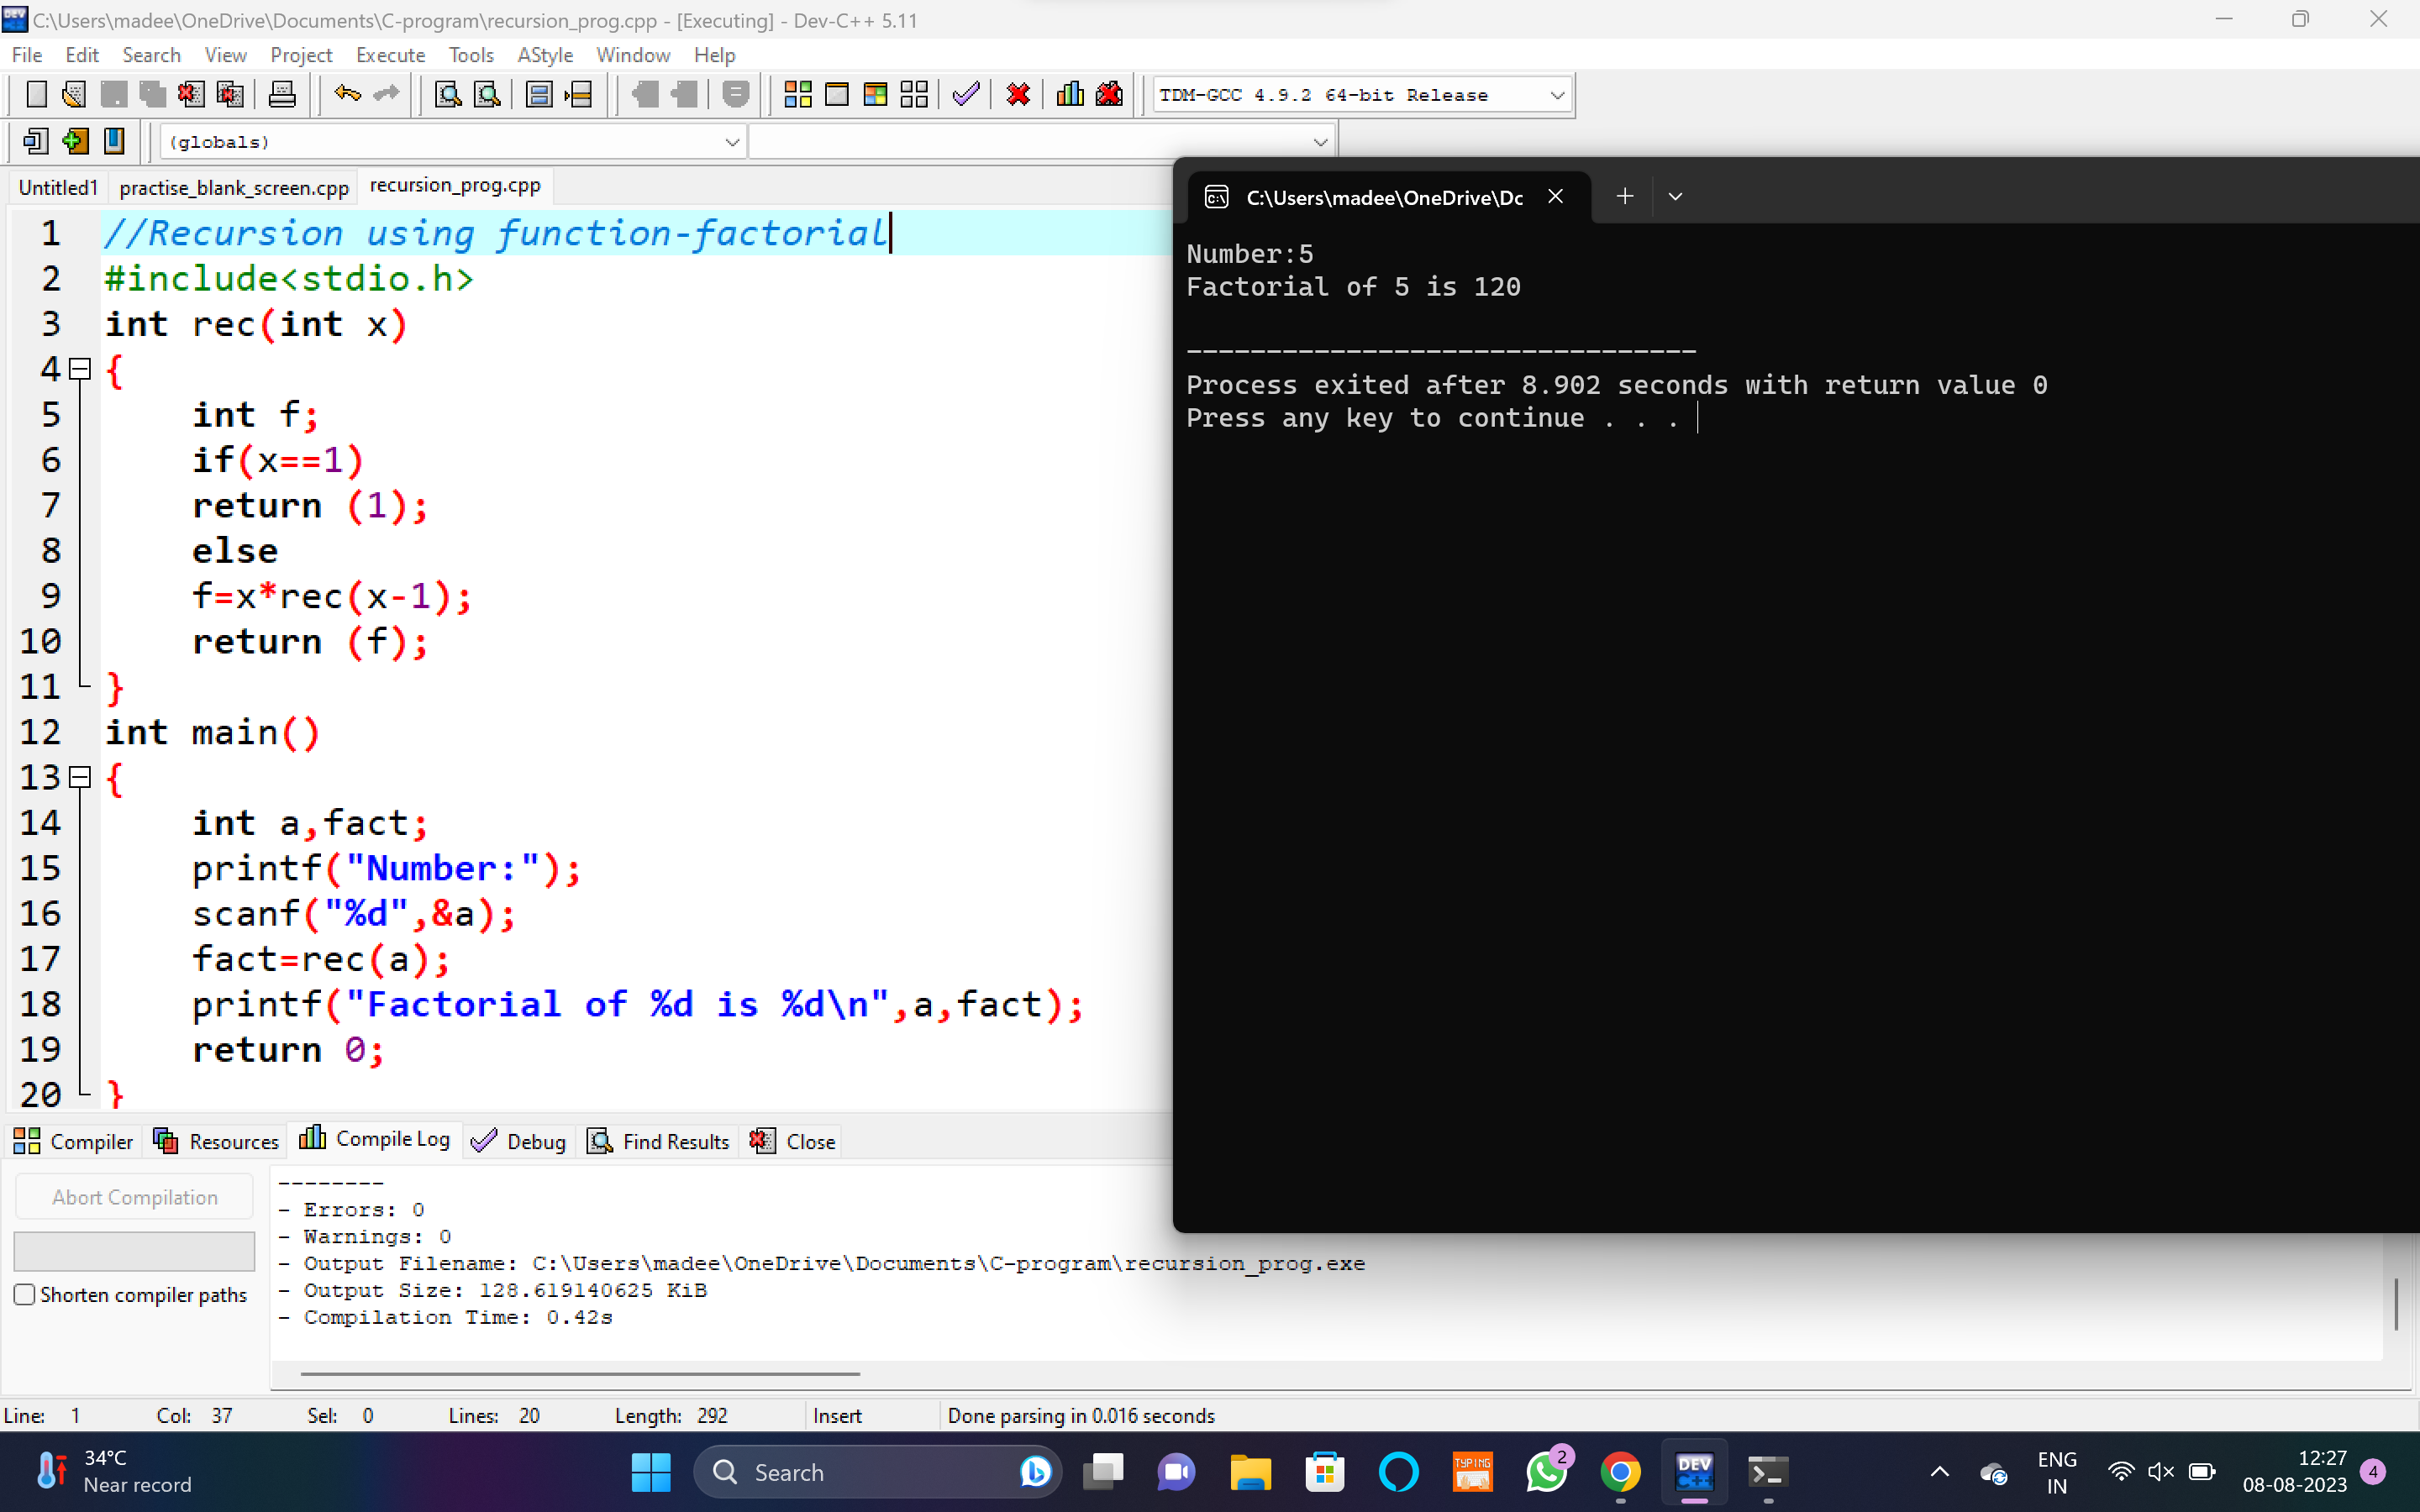 C:\Users\madee\OneDrive\Documents\C-program\recursion_prog.cpp - [Executing] - Dev-C++ 5.11
File Edit Search View Project Execute Tools AStyle Window Help
TDM-GCC 4.9.2 64-bit Release
(globals)
Untitled1 practise_blank_screen.cpp recursion_prog.cpp
1 //Recursion using function-factorial
2 #include<stdio.h>
3 int rec(int x)
4 {
5 int f;
6 if(x==1)
7 return (1);
8 else
9 f=x*rec(x-1);
10 return (f);
11 }
12 int main()
13 {
14 int a,fact;
15 printf("Number:");
16 scanf("%d",&a);
17 fact=rec(a);
18 printf("Factorial of %d is %d\n",a,fact);
19 return 0;
20 }
C:\Users\madee\OneDrive\Dc
Number:5
Factorial of 5 is 120
--------------------------------
Process exited after 8.902 seconds with return value 0
Press any key to continue . . .
Compiler Resources Compile Log Debug Find Results Close
Abort Compilation
Shorten compiler paths
--------
- Errors: 0
- Warnings: 0
- Output Filename: C:\Users\madee\OneDrive\Documents\C-program\recursion_prog.exe
- Output Size: 128.619140625 KiB
- Compilation Time: 0.42s
Line: 1 Col: 37 Sel: 0 Lines: 20 Length: 292 Insert Done parsing in 0.016 seconds
34°C
Near record
Search
TYPING
2
DEV
C++
ENG
IN
12:27
08-08-2023
4